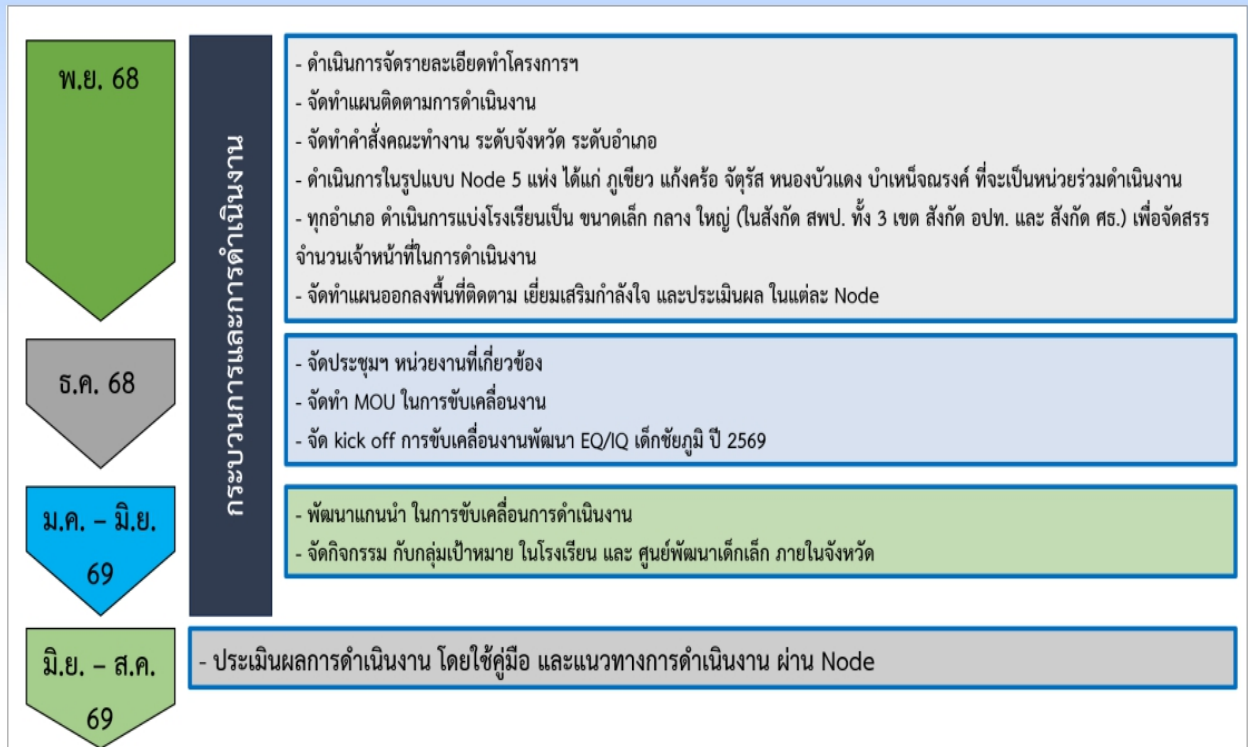 พ.ย. 68
กระบวนการและการดำเนินงาน
- ดำเนินการจัดรายละเอียดทำโครงการฯ
- จัดทำแผนติดตามการดำเนินงาน
- จัดทำคำสั่งคณะทำงาน ระดับจังหวัด ระดับอำเภอ
- ดำเนินการในรูปแบบ Node 5 แห่ง ได้แก่ ภูเขียว แก้งคร้อ จัตุรัส หนองบัวแดง บำเหน็จณรงค์ ที่จะเป็นหน่วยร่วมดำเนินงาน
- ทุกอำเภอ ดำเนินการแบ่งโรงเรียนเป็น ขนาดเล็ก กลาง ใหญ่ (ในสังกัด สพป. ทั้ง 3 เขต สังกัด อปท. และ สังกัด ศธ.) เพื่อจัดสรร
จำนวนเจ้าหน้าที่ในการดำเนินงาน
- จัดทำแผนออกลงพื้นที่ติดตาม เยี่ยมเสริมกำลังใจ และประเมินผล ในแต่ละ Node
ธ.ค. 68
- จัดประชุมฯ หน่วยงานที่เกี่ยวข้อง
- จัดทำ MOU ในการขับเคลื่อนงาน
- จัด kick off การขับเคลื่อนงานพัฒนา EQ/IQ เด็กชัยภูมิ ปี 2569
ม.ค. – มิ.ย.
69
- พัฒนาแกนนำ ในการขับเคลื่อนการดำเนินงาน
- จัดกิจกรรม กับกลุ่มเป้าหมาย ในโรงเรียน และ ศูนย์พัฒนาเด็กเล็ก ภายในจังหวัด
มิ.ย. – ส.ค.
69
- ประเมินผลการดำเนินงาน โดยใช้คู่มือ และแนวทางการดำเนินงาน ผ่าน Node